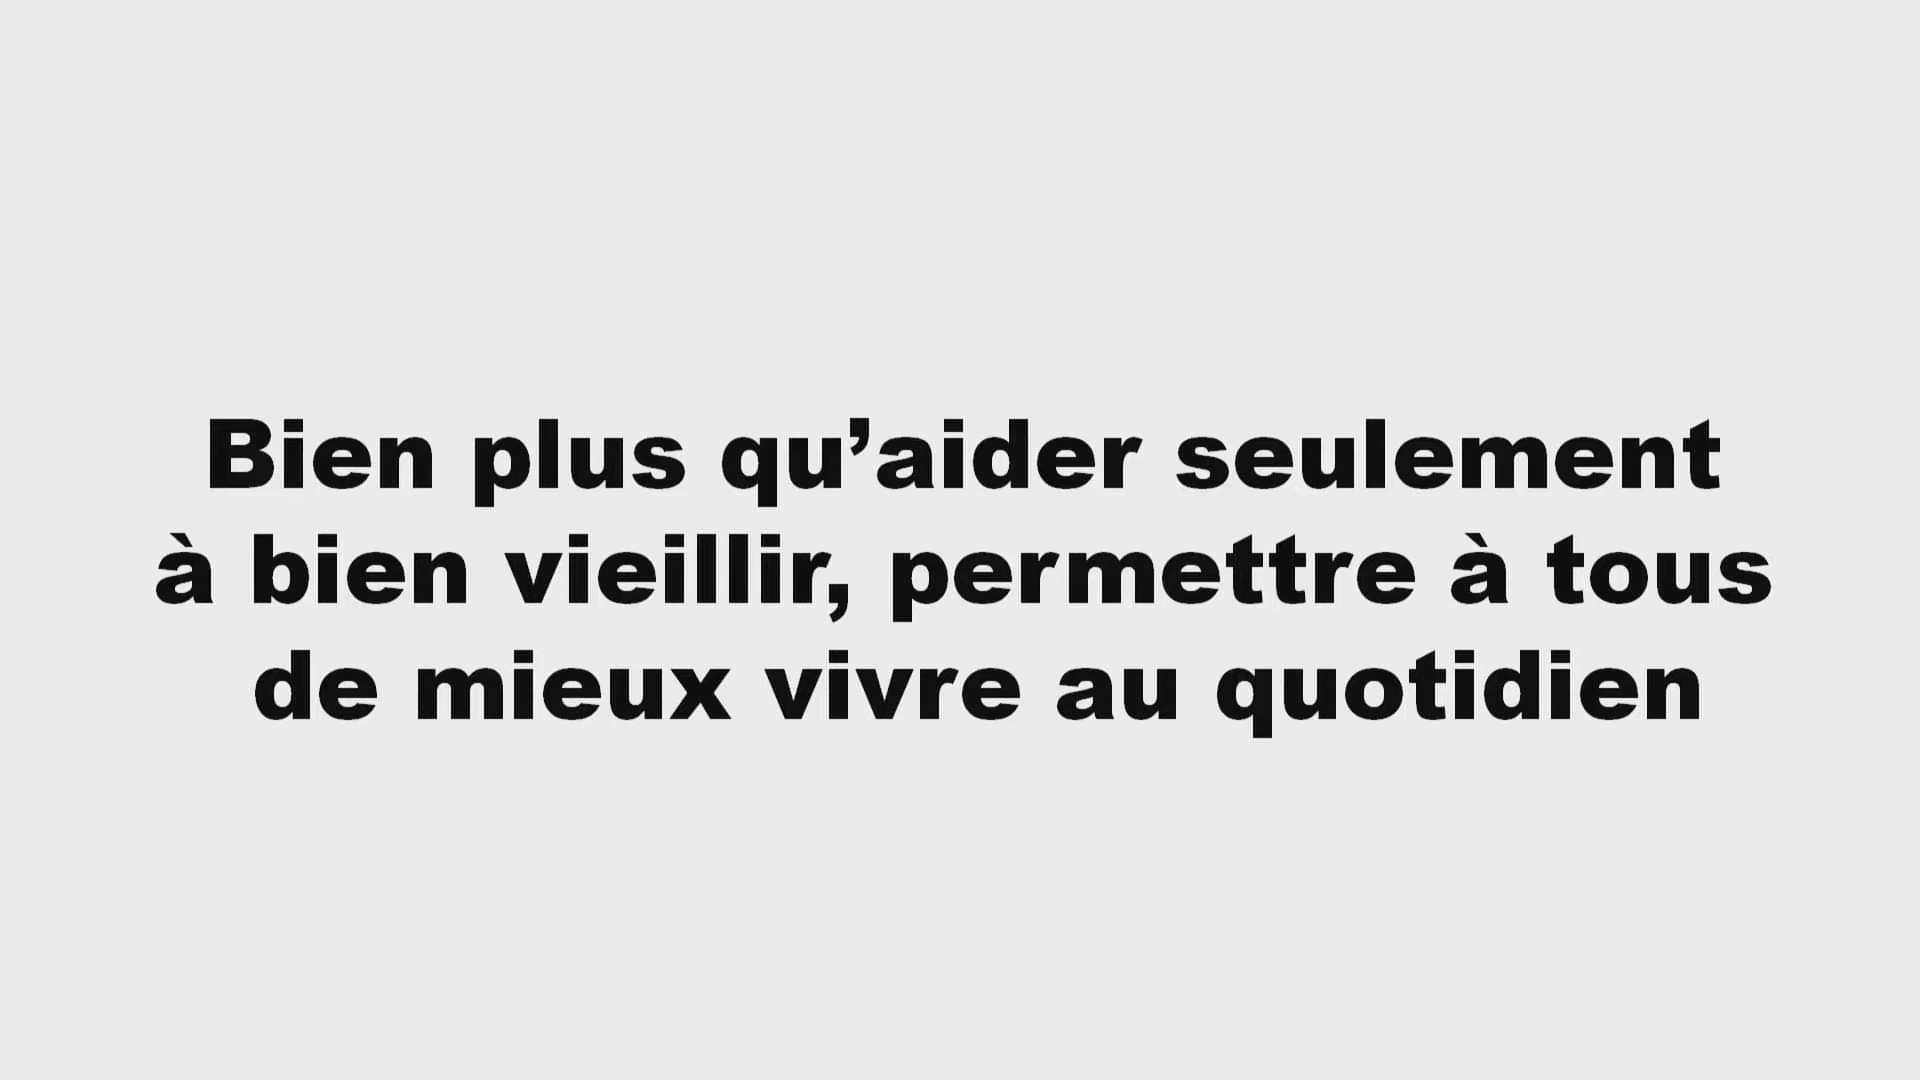 Bien plus qu’aider seulement
à bien vieillir, permettre à tous
de mieux vivre au quotidien